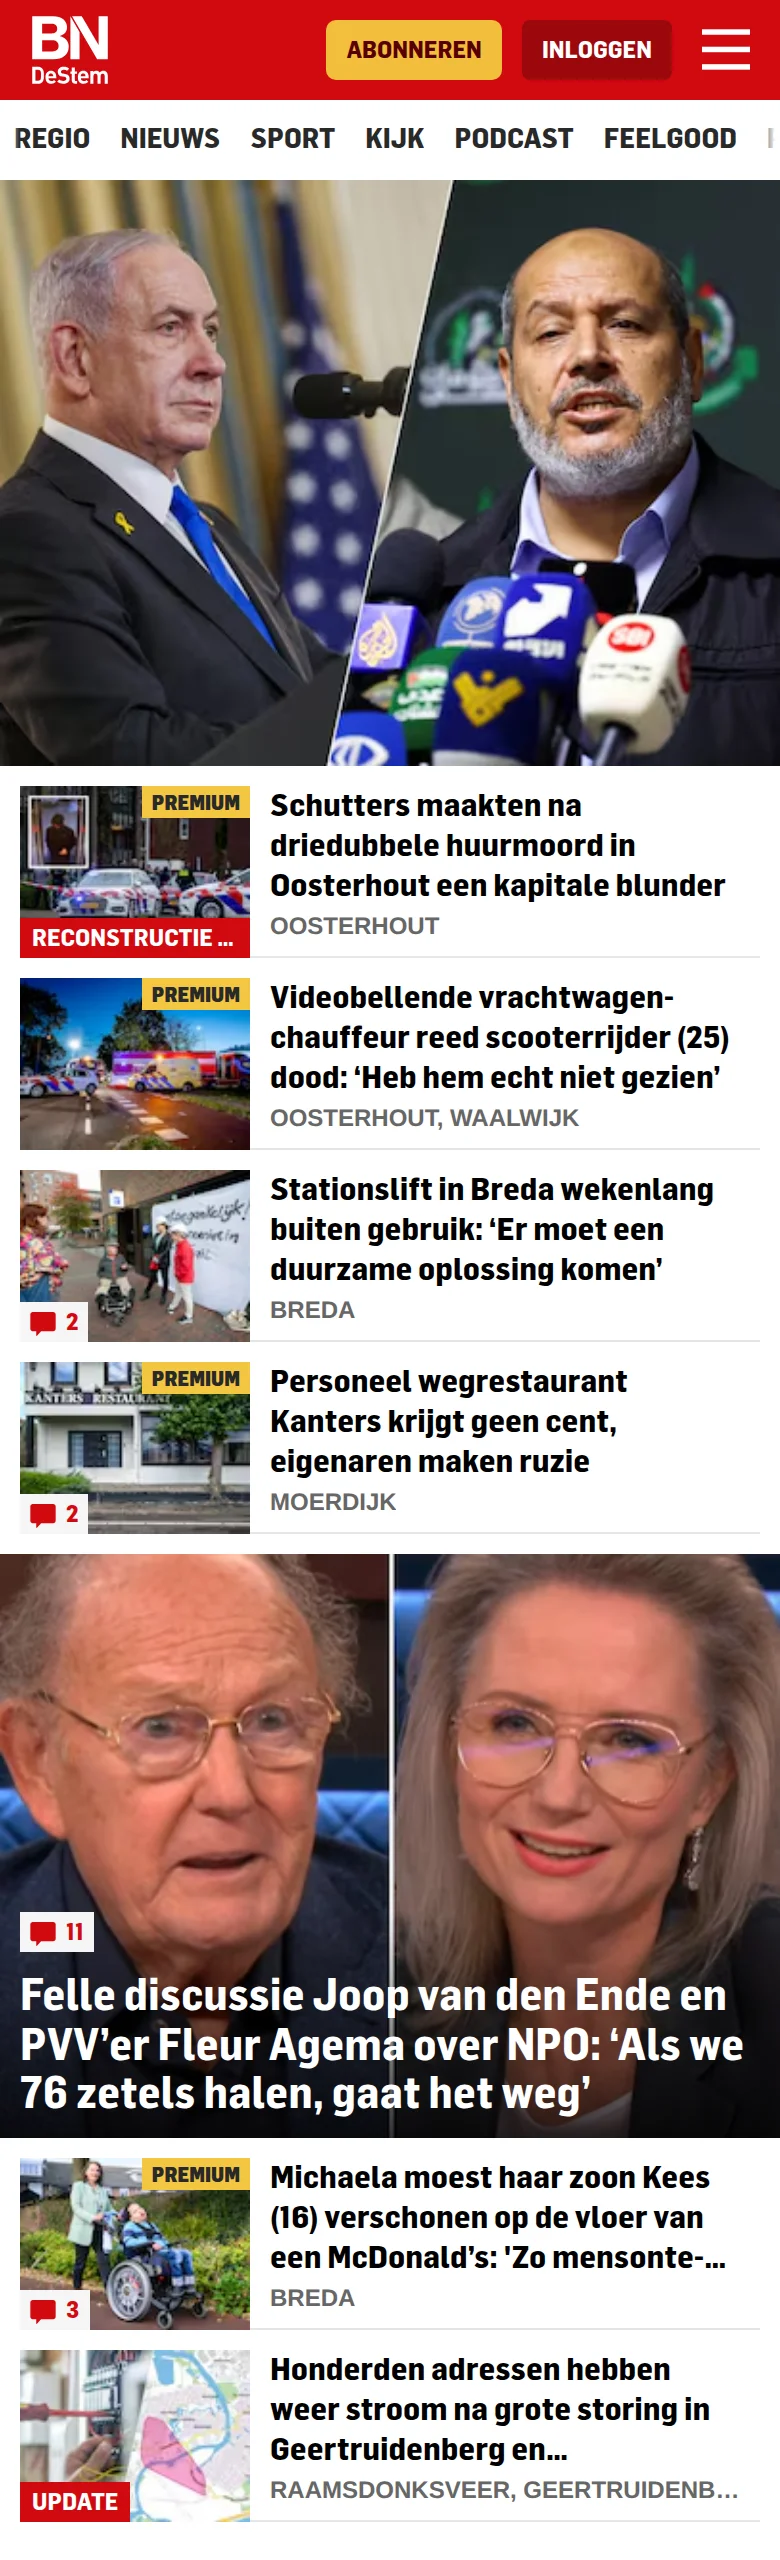 BN
DeStem
ABONNEREN
INLOGGEN
REGIO NIEUWS SPORT KIJK PODCAST FEELGOOD
SBI
PREMIUM
RECONSTRUCTIE ...
Schutters maakten na
driedubbele huurmoord in
Oosterhout een kapitale blunder
OOSTERHOUT
PREMIUM
Videobellende vrachtwagen-
chauffeur reed scooterrijder (25)
dood: ‘Heb hem echt niet gezien’
OOSTERHOUT, WAALWIJK
2
Stationslift in Breda wekenlang
buiten gebruik: ‘Er moet een
duurzame oplossing komen’
BREDA
PREMIUM
KANTERS RESTAURANT
2
Personeel wegrestaurant
Kanters krijgt geen cent,
eigenaren maken ruzie
MOERDIJK
11
Felle discussie Joop van den Ende en
PVV’er Fleur Agema over NPO: ‘Als we
76 zetels halen, gaat het weg’
PREMIUM
3
Michaela moest haar zoon Kees
(16) verschonen op de vloer van
een McDonald’s: 'Zo mensonte-...
BREDA
UPDATE
Honderden adressen hebben
weer stroom na grote storing in
Geertruidenberg en...
RAAMSDONKSVEER, GEERTRUIDENB...